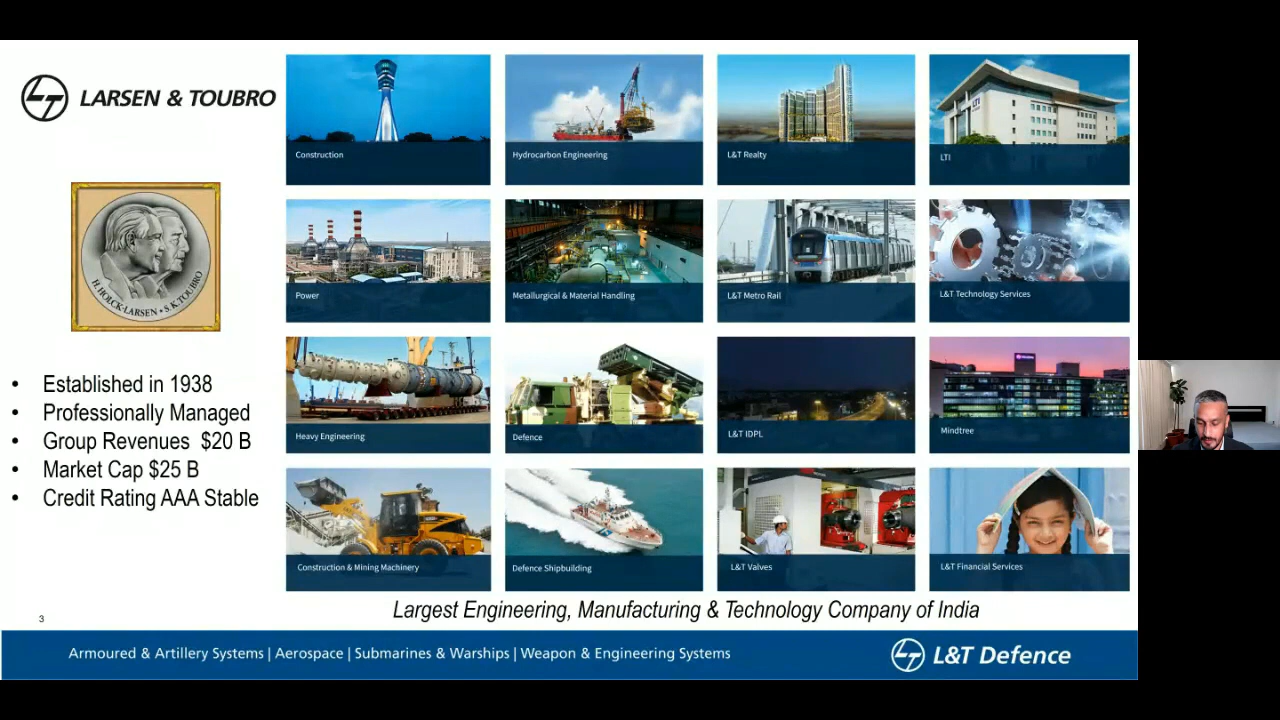 LARSEN & TOUBRO
H. HOLCK-LARSEN • S.K. TOUBRO
• Established in 1938
• Professionally Managed
• Group Revenues $20 B
• Market Cap $25 B
• Credit Rating AAA Stable
Construction
Hydrocarbon Engineering
L&T Realty
LTI
Power
Metallurgical & Material Handling
L&T Metro Rail
L&T Technology Services
Heavy Engineering
Defence
L&T IDPL
Mindtree
Construction & Mining Machinery
Defence Shipbuilding
L&T Valves
L&T Financial Services
Largest Engineering, Manufacturing & Technology Company of India
3
Armoured & Artillery Systems | Aerospace | Submarines & Warships | Weapon & Engineering Systems
L&T Defence